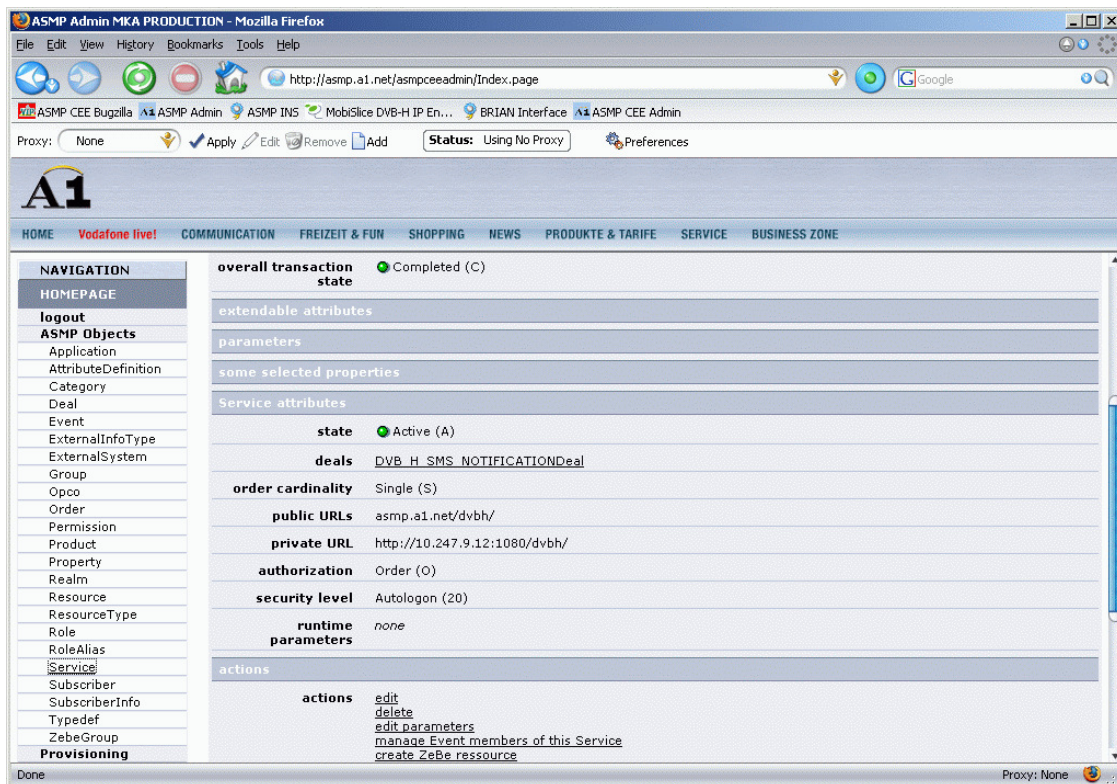 ASMP Admin MKA PRODUCTION - Mozilla Firefox
File Edit View History Bookmarks Tools Help
http://asmp.a1.net/asmpceeadmin/Index.page
G Google
VIP ASMP CEE Bugzilla A1 ASMP Admin ASMP INS MobiSlice DVB-H IP En... BRIAN Interface A1 ASMP CEE Admin
Proxy: None Apply Edit Remove Add Status: Using No Proxy Preferences
A1
HOME Vodafone live! COMMUNICATION FREIZEIT & FUN SHOPPING NEWS PRODUKTE & TARIFE SERVICE BUSINESS ZONE
NAVIGATION
HOMEPAGE
logout
ASMP Objects
Application
AttributeDefinition
Category
Deal
Event
ExternalInfoType
ExternalSystem
Group
Opco
Order
Permission
Product
Property
Realm
Resource
ResourceType
Role
RoleAlias
Service
Subscriber
SubscriberInfo
Typedef
ZebeGroup
Provisioning
overall transaction state Completed (C)
extendable attributes
parameters
some selected properties
Service attributes
state Active (A)
deals DVB_H_SMS_NOTIFICATIONDeal
order cardinality Single (S)
public URLs asmp.a1.net/dvbh/
private URL http://10.247.9.12:1080/dvbh/
authorization Order (O)
security level Autologon (20)
runtime parameters none
actions
actions edit
delete
edit parameters
manage Event members of this Service
create ZeBe ressource
Done Proxy: None